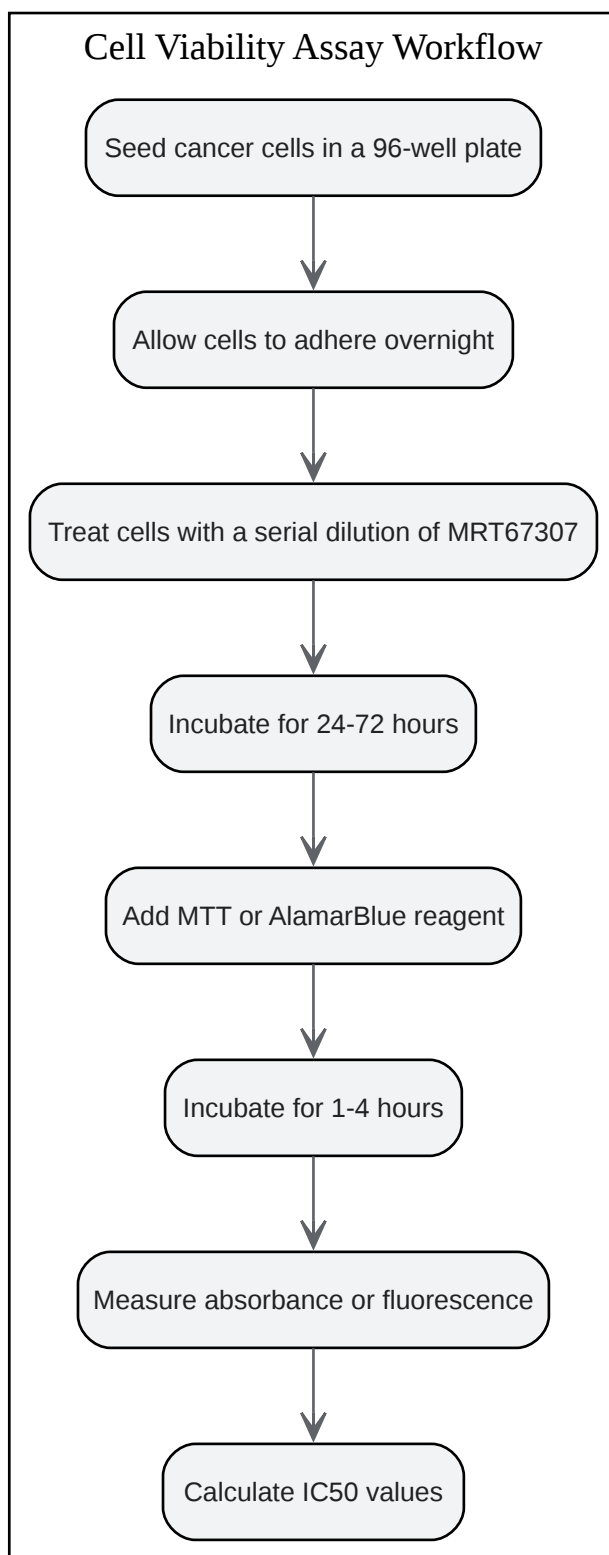 Cell Viability Assay Workflow
Seed cancer cells in a 96-well plate
Allow cells to adhere overnight
Treat cells with a serial dilution of MRT67307
Incubate for 24-72 hours
Add MTT or AlamarBlue reagent
Incubate for 1-4 hours
Measure absorbance or fluorescence
Calculate IC50 values